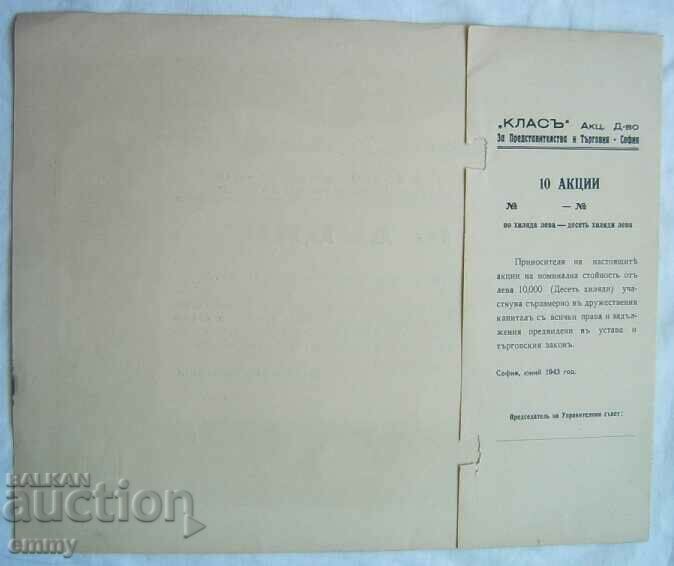 „КЛАСЪ“ Акц. Д-во
За Представителства и Търговия - София
10 АКЦИИ
№ — №
по хиляда лева — десеть хиляди лева
Приносителя на настоящитѣ
акции на номинална стойность отъ
лева 10,000 (Десеть хиляди) уча-
ствува съразмерно въ дружествения
капиталъ съ всички права и задъл-
жения предвидени въ устава и
търговския законъ.
София, юний 1943 год.
Председатель на Управителния съвет:
BALKAN
auction
emmy